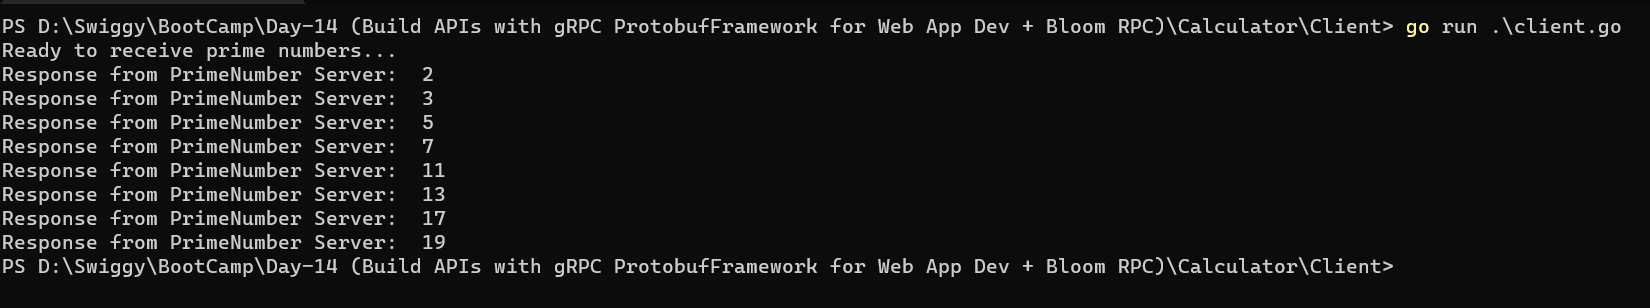 PS D:\Swiggy\BootCamp\Day-14 (Build APIs with gRPC ProtobufFramework for Web App Dev + Bloom RPC)\Calculator\Client> go run .\client.go
Ready to receive prime numbers...
Response from PrimeNumber Server:  2
Response from PrimeNumber Server:  3
Response from PrimeNumber Server:  5
Response from PrimeNumber Server:  7
Response from PrimeNumber Server:  11
Response from PrimeNumber Server:  13
Response from PrimeNumber Server:  17
Response from PrimeNumber Server:  19
PS D:\Swiggy\BootCamp\Day-14 (Build APIs with gRPC ProtobufFramework for Web App Dev + Bloom RPC)\Calculator\Client>